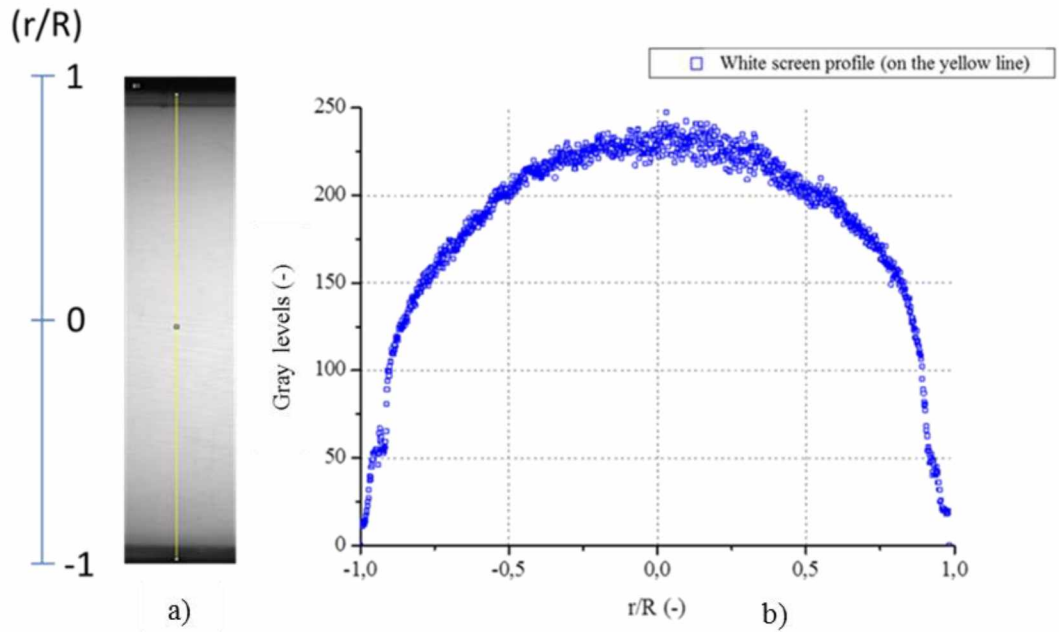 (r/R)
1
0
-1
a)
White screen profile (on the yellow line)
250
200
150
100
50
0
Gray levels (-)
-1,0
-0,5
0,0
0,5
1,0
r/R (-)
b)